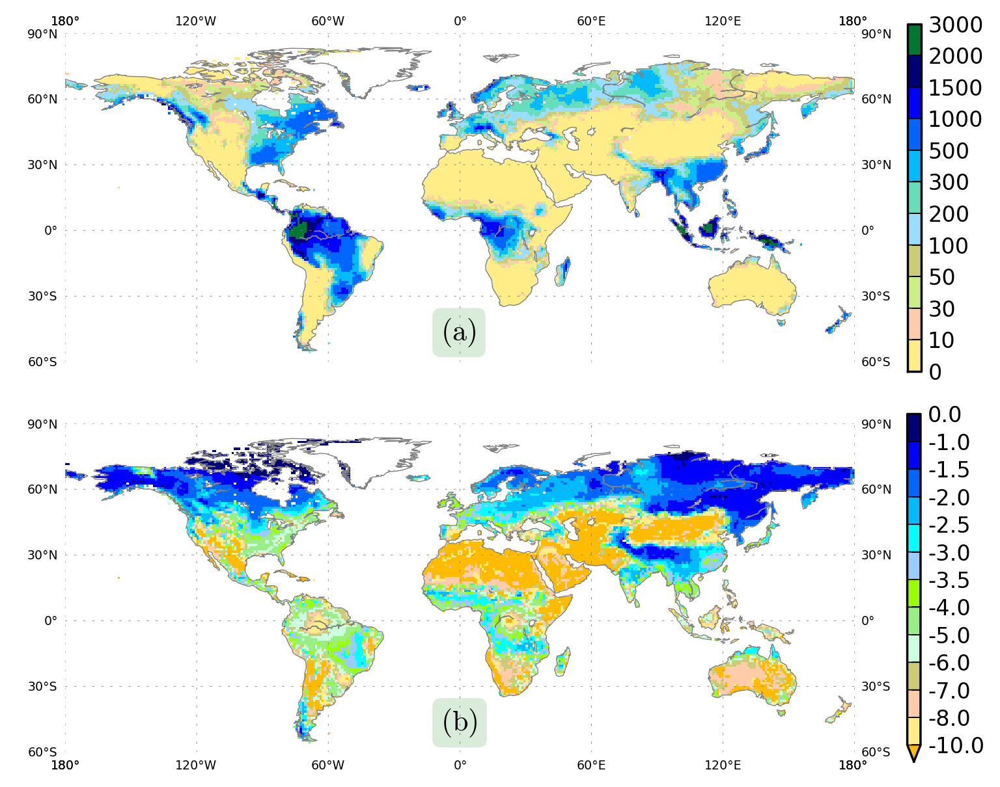 180° 120°W 60°W 0° 60°E 120°E 180°
90°N 90°N 3000
2000
1500
60°N 60°N 1000
500
30°N 30°N 300
200
0° 0° 100
50
30°S 30°S 30
(a) 10
60°S 60°S 0
90°N 90°N 0.0
-1.0
-1.5
60°N 60°N -2.0
-2.5
30°N 30°N -3.0
-3.5
-4.0
0° 0° -5.0
-6.0
30°S 30°S -7.0
(b) -8.0
60°S 60°S -10.0
180° 120°W 60°W 0° 60°E 120°E 180°